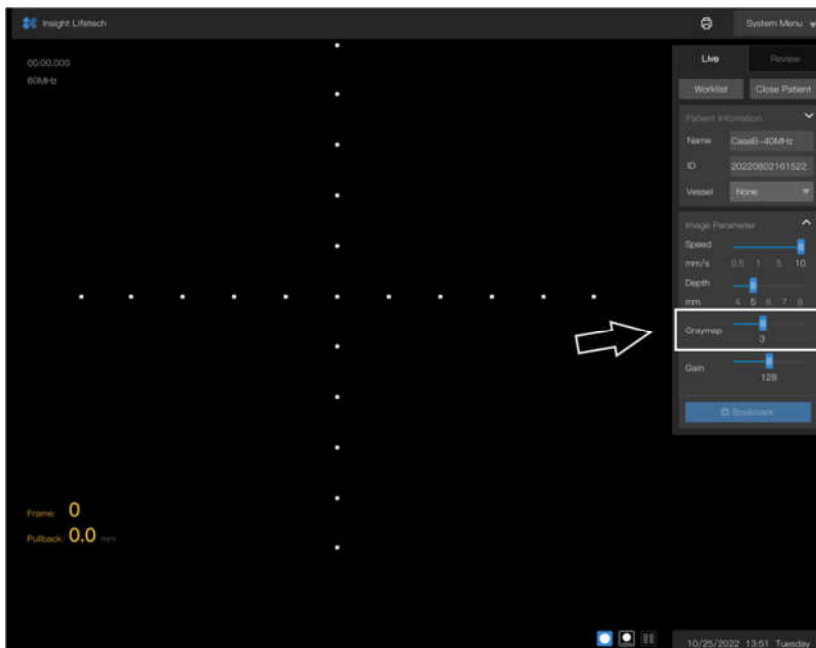 Insight Lifetech
System Menu
00:00.000
60MHz
Live Review
Worklist Close Patient
Patient Infomation
Name CaseB-40MHz
ID 20220802161522
Vessel None
Image Parameter
Speed
mm/s 0.5 1 5 10
Depth
mm 4 5 6 7 8
Graymap
3
Gain
128
Bookmark
Frame: 0
Pullback: 0.0 mm
10/25/2022 13:51 Tuesday